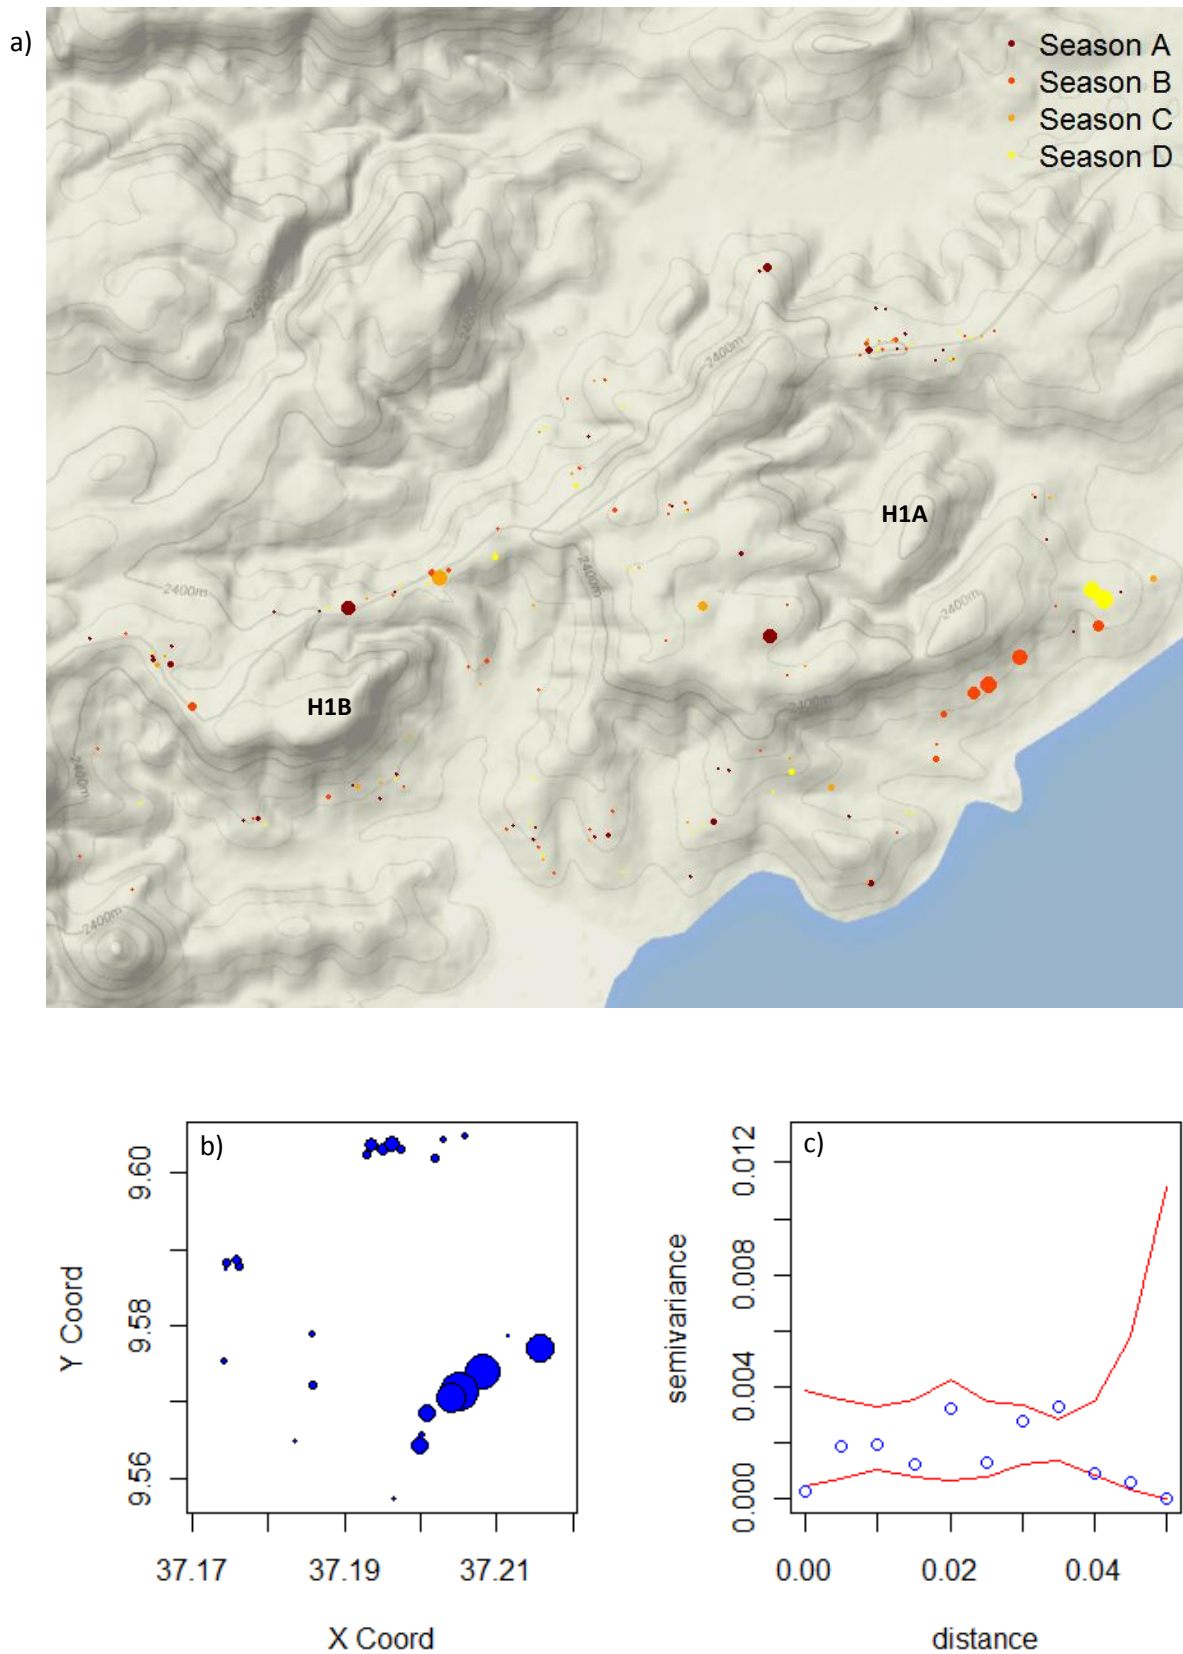 a)
Season A
Season B
Season C
Season D
2400m
2400m
2400m
H1A
2400m
2400m
2400m
H1B
2400m
2400m
2400m
b)
c)
9.60
9.58
9.56
Y Coord
37.17
37.19
37.21
X Coord
0.012
0.008
0.004
0.000
semivariance
0.00
0.02
0.04
distance